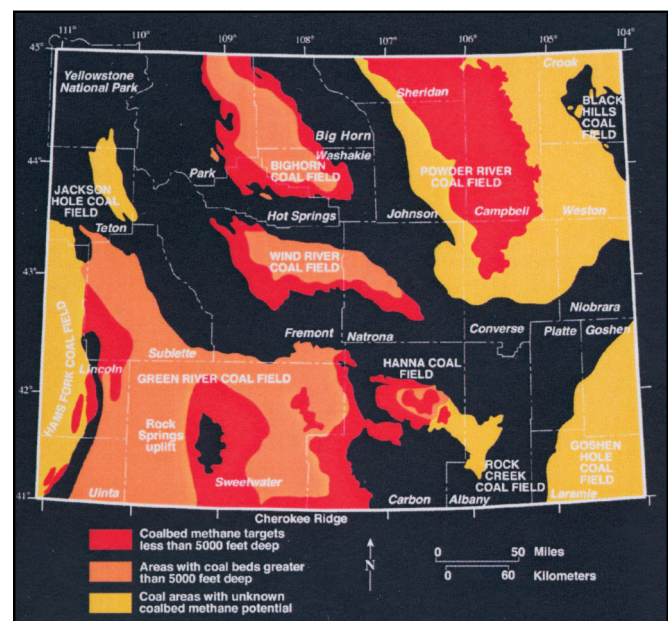 111°
110°
109°
108°
107°
106°
105°
104°
45°
Yellowstone
National Park
Crook
Sheridan
BLACK
HILLS
COAL
FIELD
Big Horn
Washakie
44°
Park
BIGHORN
COAL FIELD
POWDER RIVER
COAL FIELD
JACKSON
HOLE COAL
FIELD
Hot Springs
Johnson
Campbell
Weston
Teton
WIND RIVER
COAL FIELD
43°
Niobrara
Fremont
Natrona
Converse
Platte
Goshen
Sublette
HANNA COAL
FIELD
Lincoln
GREEN RIVER COAL FIELD
42°
HAMS FORK COAL FIELD
Rock
Springs
uplift
GOSHEN
HOLE
COAL
FIELD
ROCK
CREEK
COAL FIELD
Sweetwater
Uinta
Carbon
Albany
Laramie
41°
Cherokee Ridge
Coalbed methane targets
less than 5000 feet deep
Areas with coal beds greater
than 5000 feet deep
Coal areas with unknown
coalbed methane potential
N
0 50 Miles
0 60 Kilometers